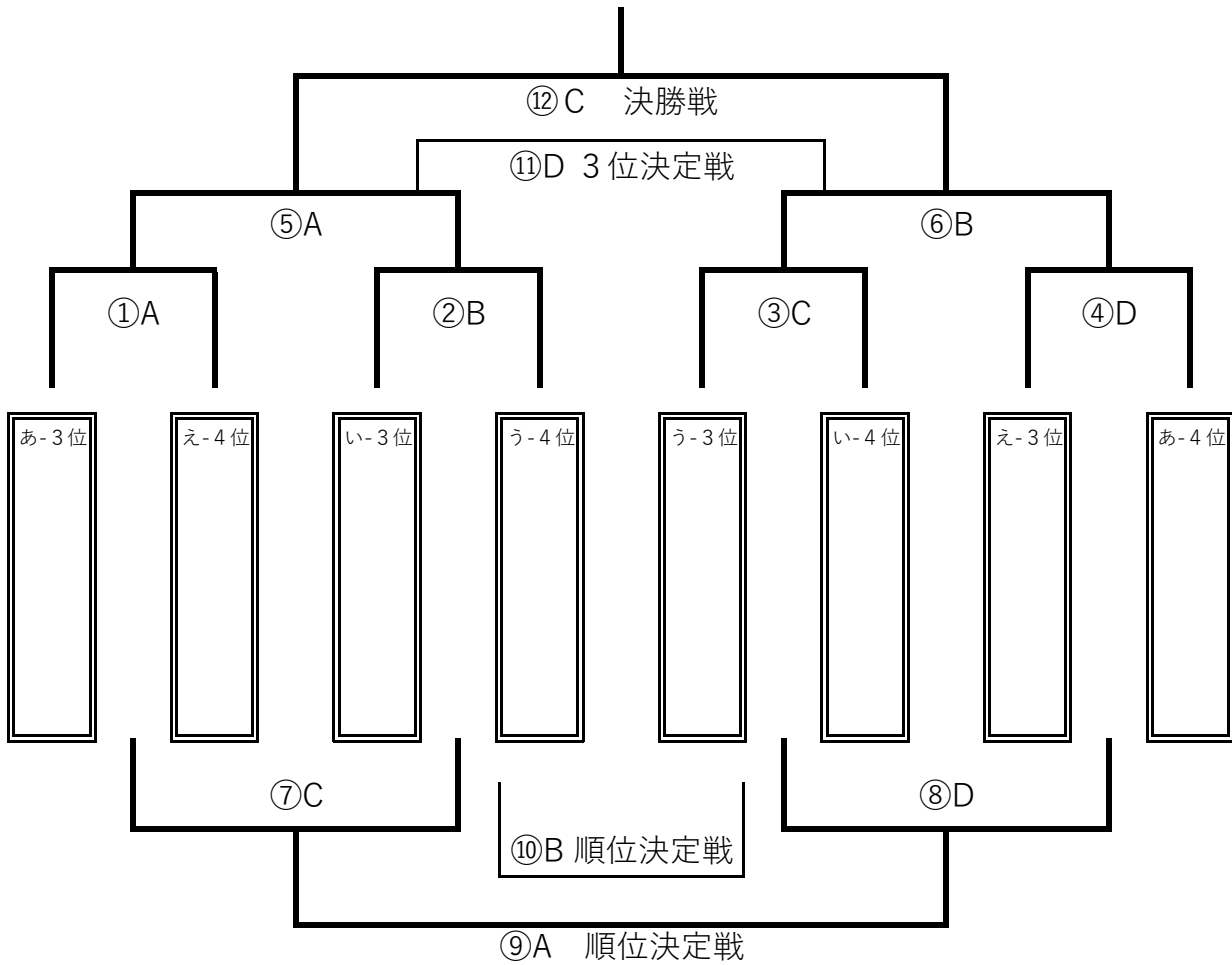 ⑫C　決勝戦
⑪D ３位決定戦
⑤A
⑥B
①A
②B
③C
④D
あ-３位
え-４位
い-３位
う-４位
う-３位
い-４位
え-３位
あ-４位
⑦C
⑧D
⑩B 順位決定戦
⑨A　順位決定戦